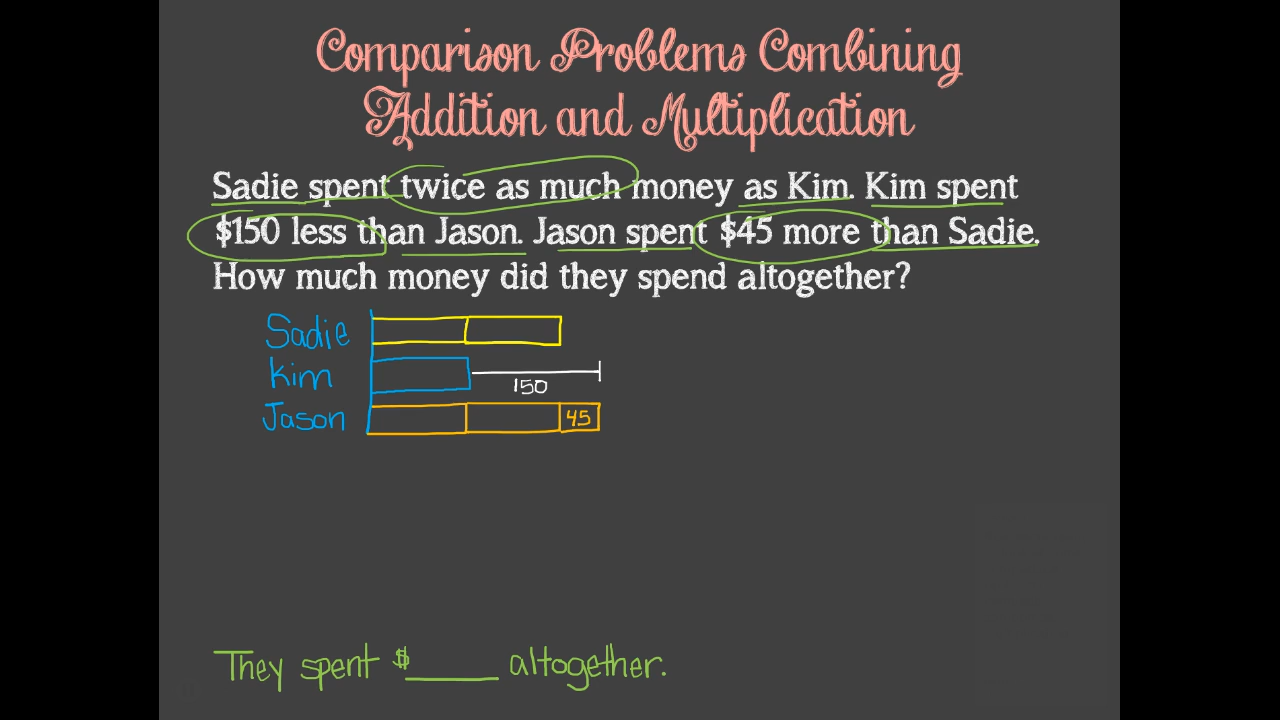 Comparison Problems Combining
Addition and Multiplication
Sadie spent twice as much money as Kim. Kim spent
$150 less than Jason. Jason spent $45 more than Sadie.
How much money did they spend altogether?
Sadie
Kim
150
Jason
45
They spent $____ altogether.